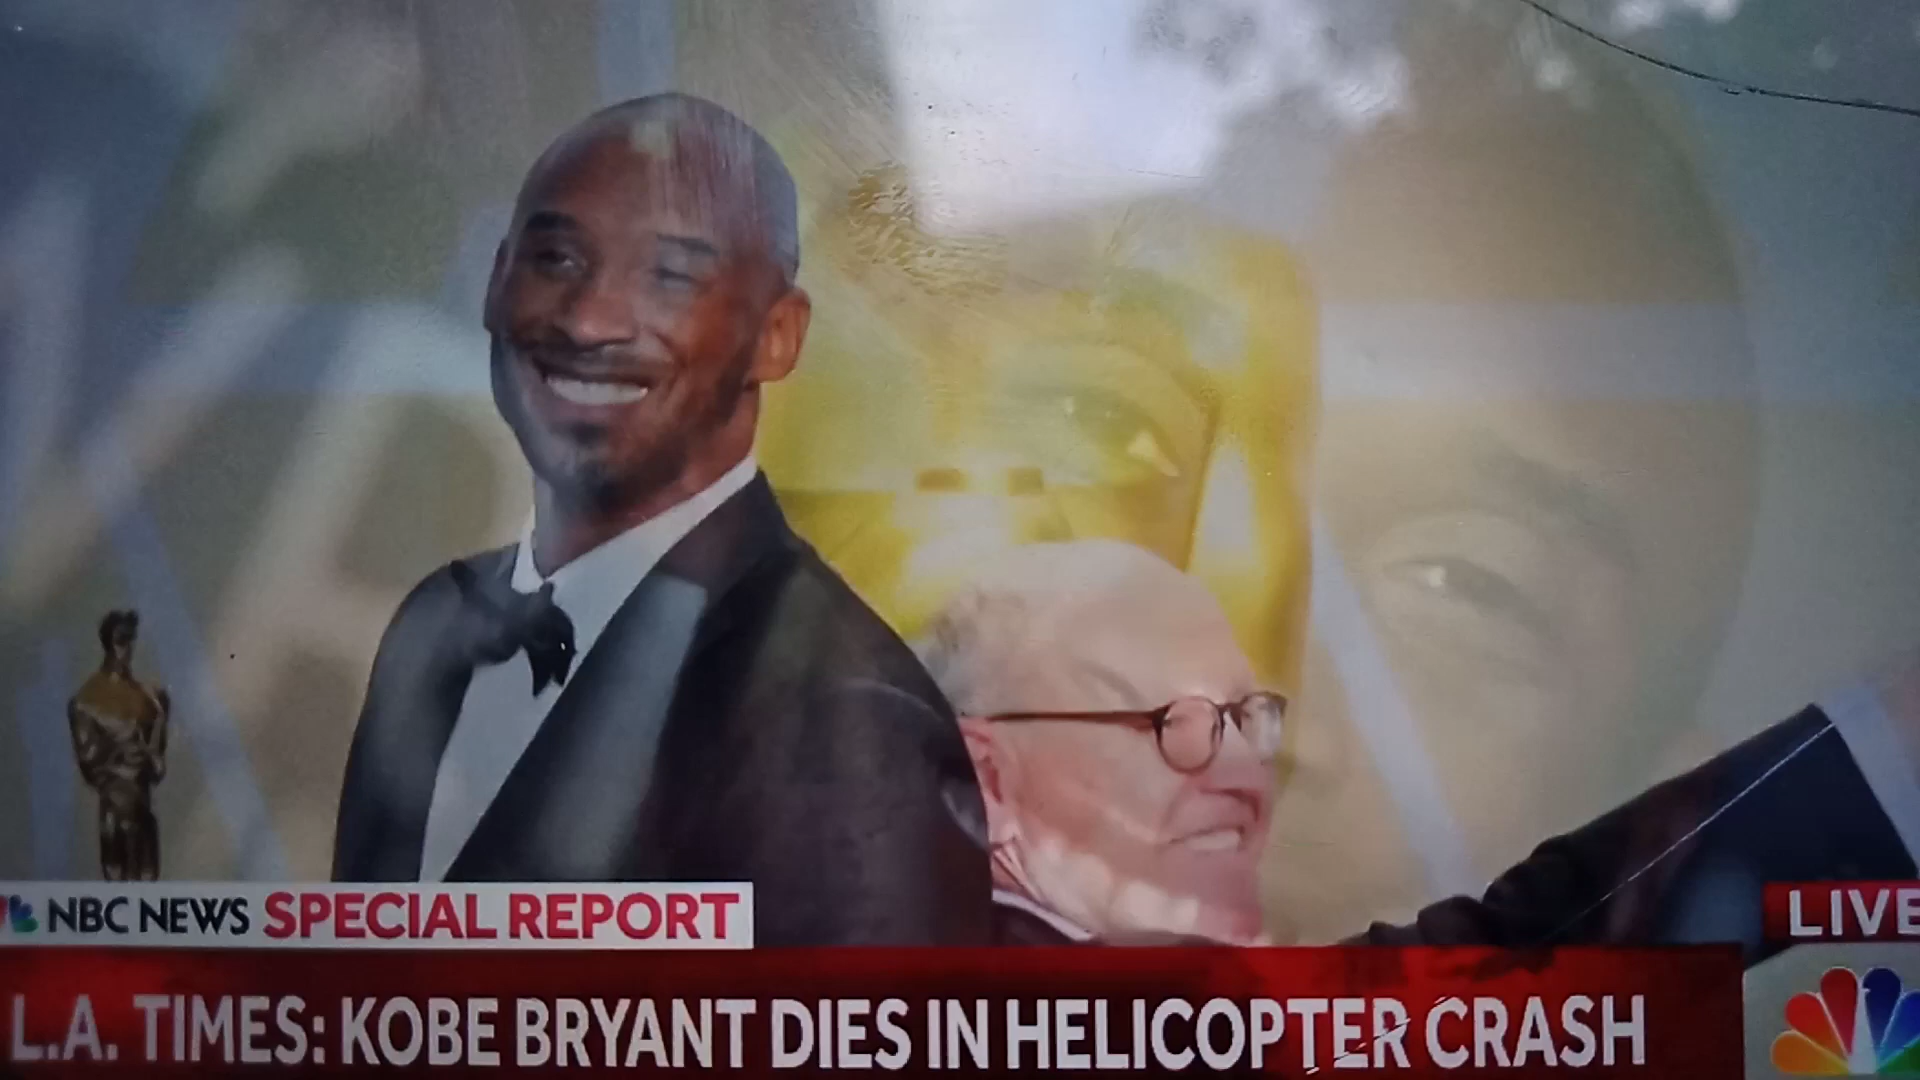 NBC NEWS SPECIAL REPORT
LIVE
L.A. TIMES: KOBE BRYANT DIES IN HELICOPTER CRASH